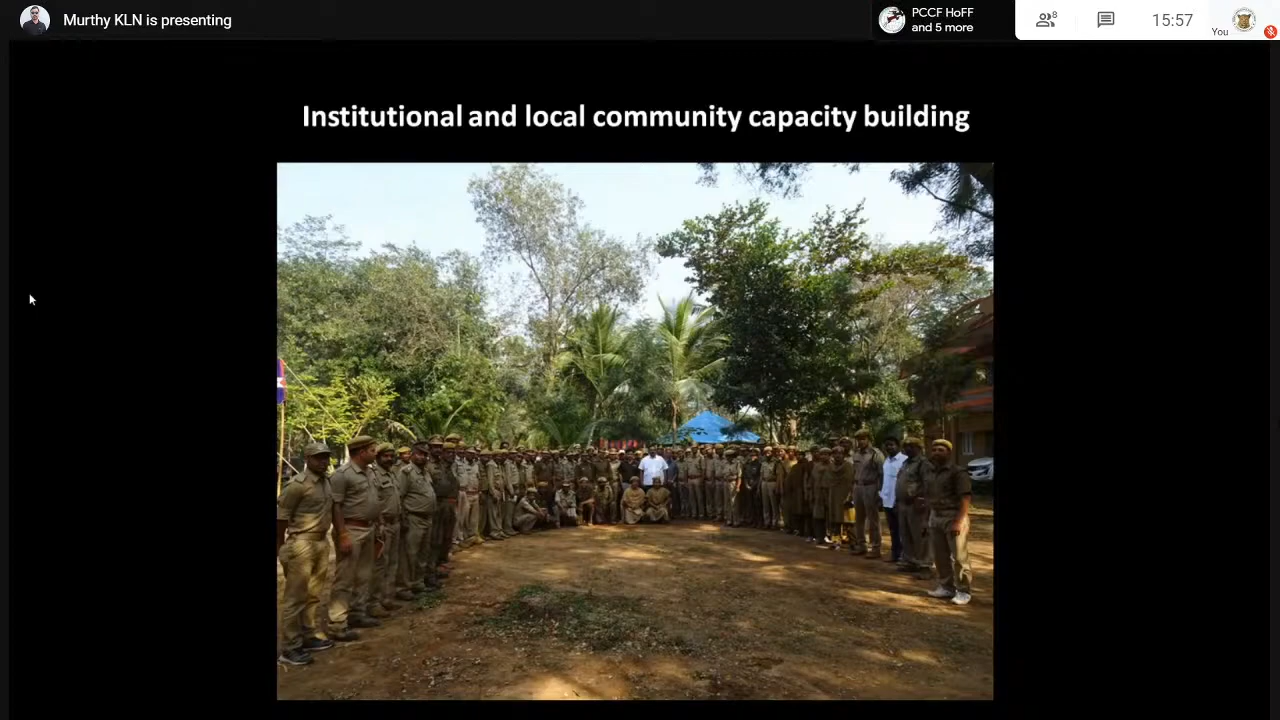 Murthy KLN is presenting
PCCF HoFF
and 5 more
8
15:57
You
Institutional and local community capacity building